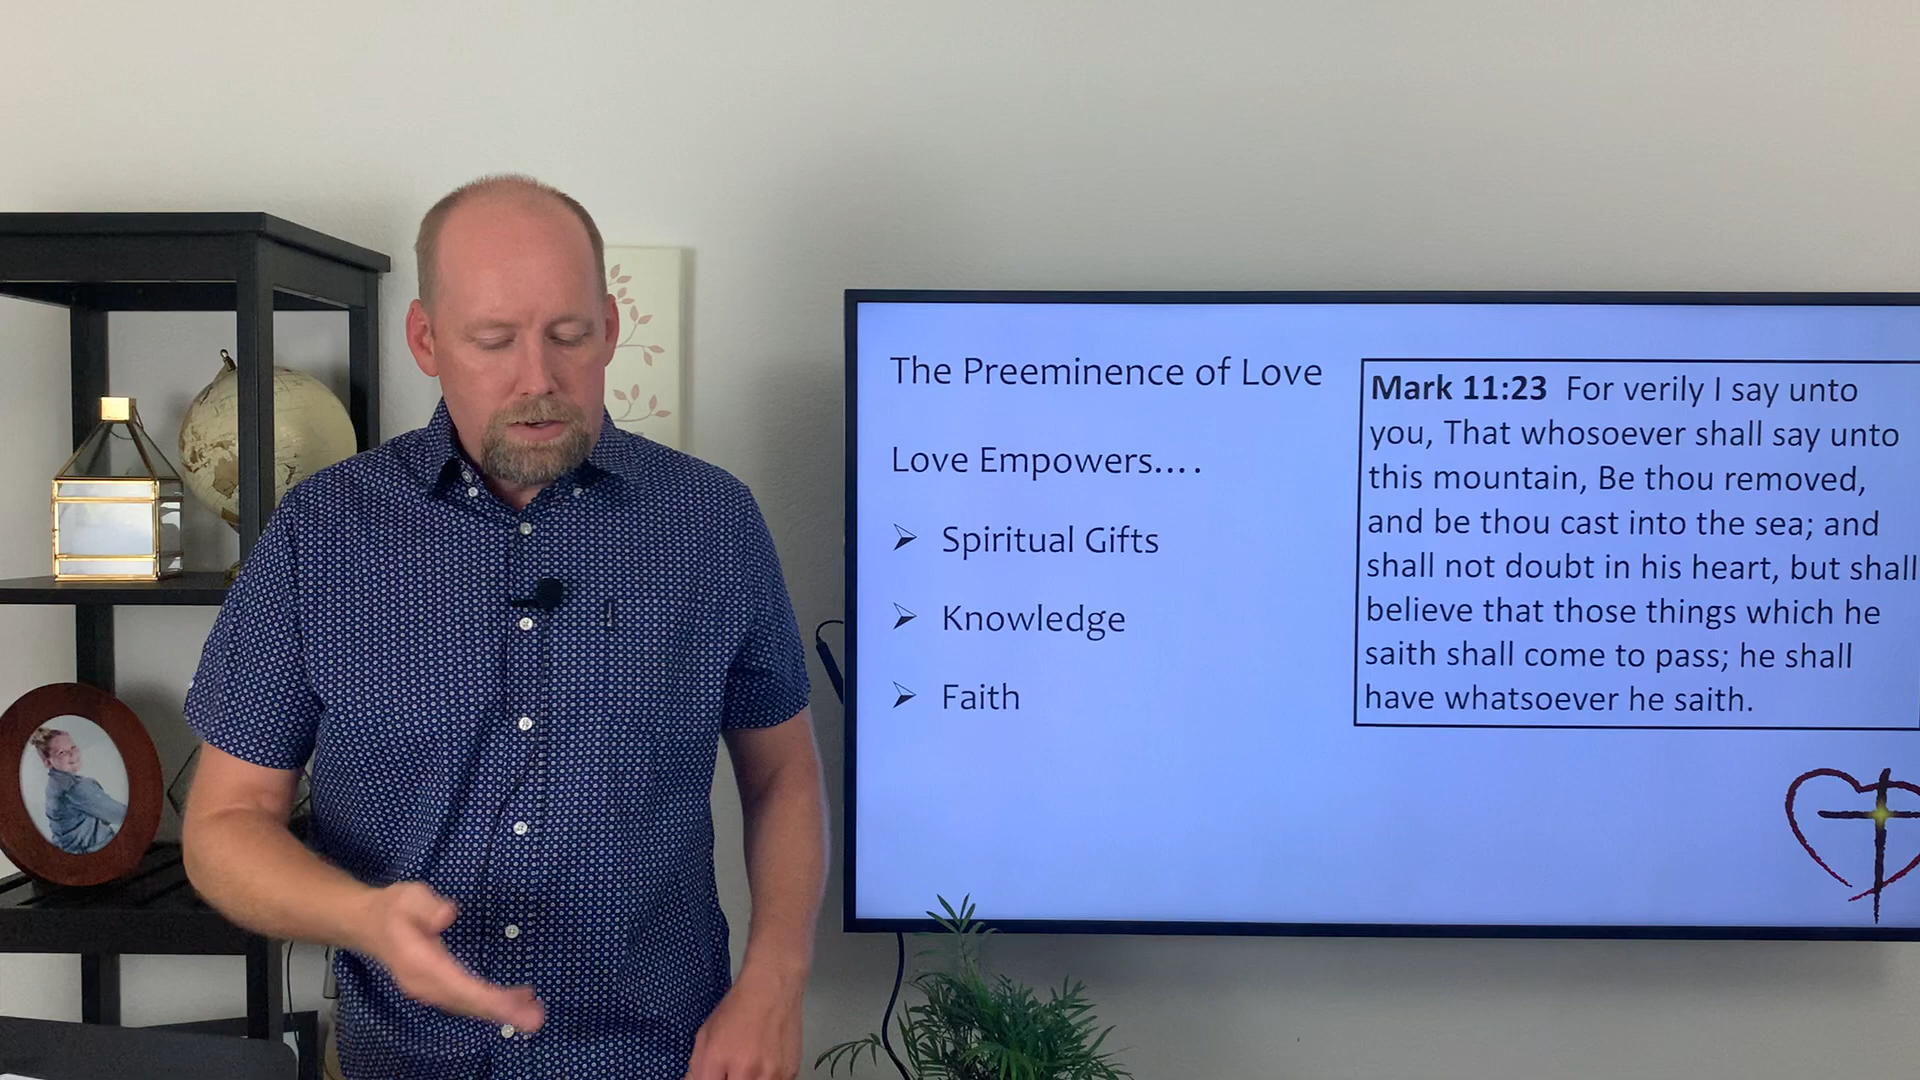 The Preeminence of Love
Love Empowers....
Spiritual Gifts
Knowledge
Faith
Mark 11:23 For verily I say unto
you, That whosoever shall say unto
this mountain, Be thou removed,
and be thou cast into the sea; and
shall not doubt in his heart, but shall
believe that those things which he
saith shall come to pass; he shall
have whatsoever he saith.